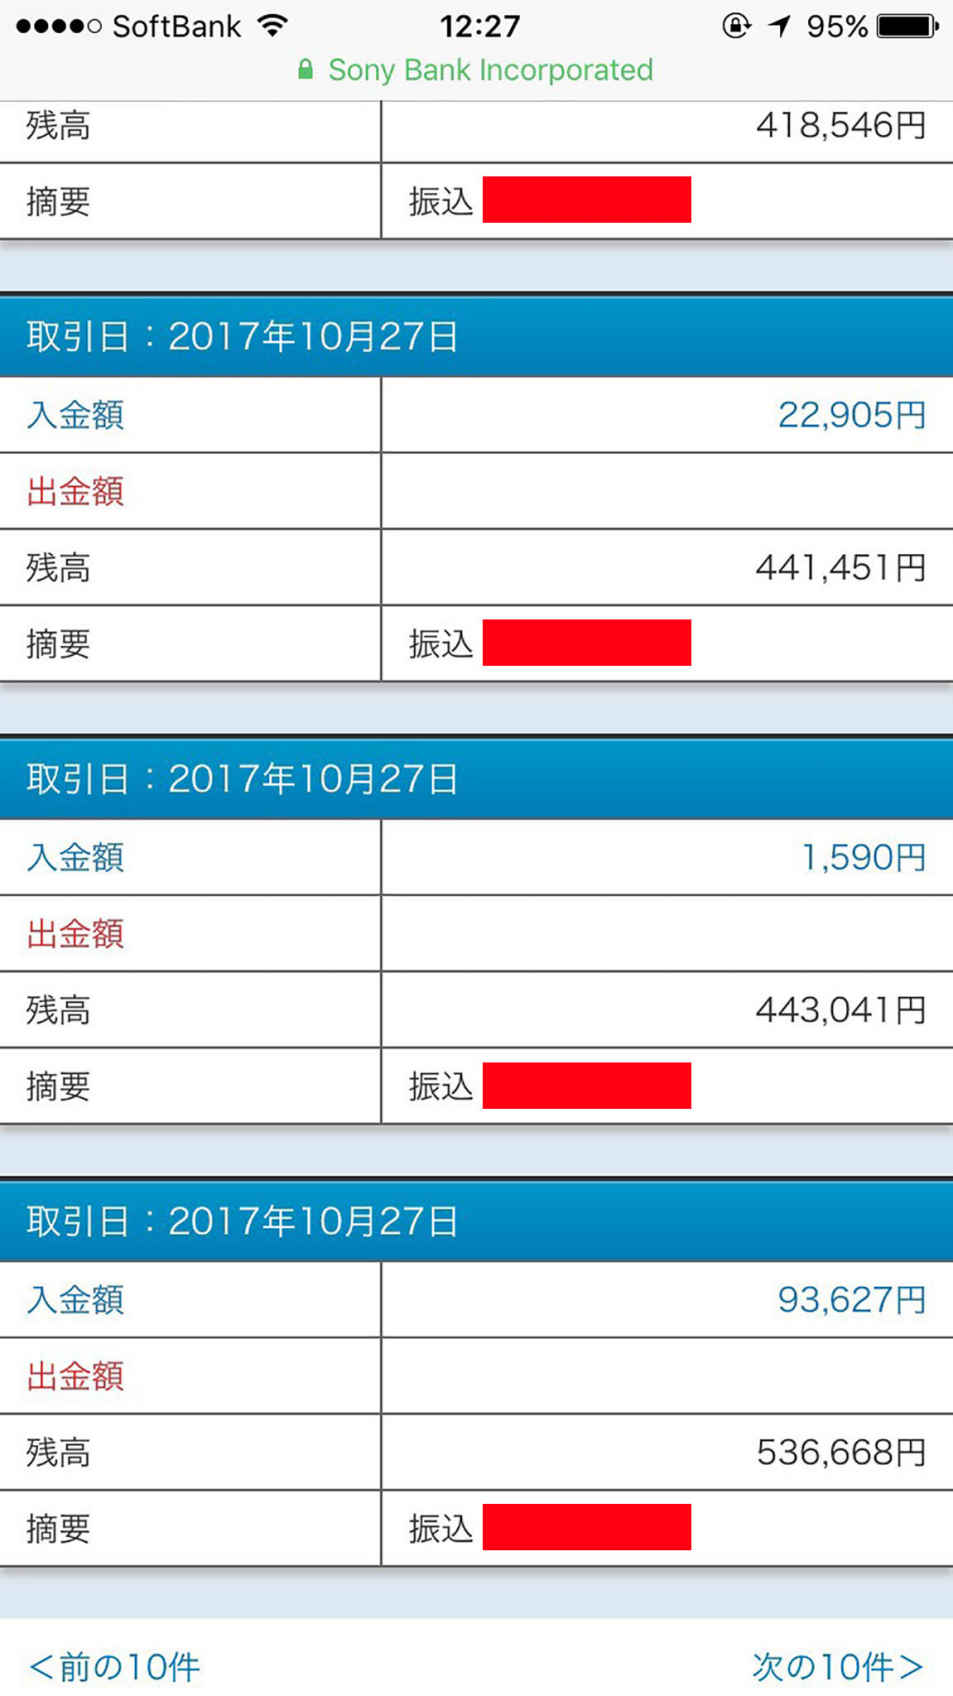 SoftBank 12:27 95%
Sony Bank Incorporated
残高 418,546円
摘要 振込
取引日：2017年10月27日
入金額 22,905円
出金額
残高 441,451円
摘要 振込
取引日：2017年10月27日
入金額 1,590円
出金額
残高 443,041円
摘要 振込
取引日：2017年10月27日
入金額 93,627円
出金額
残高 536,668円
摘要 振込
＜前の10件 次の10件＞